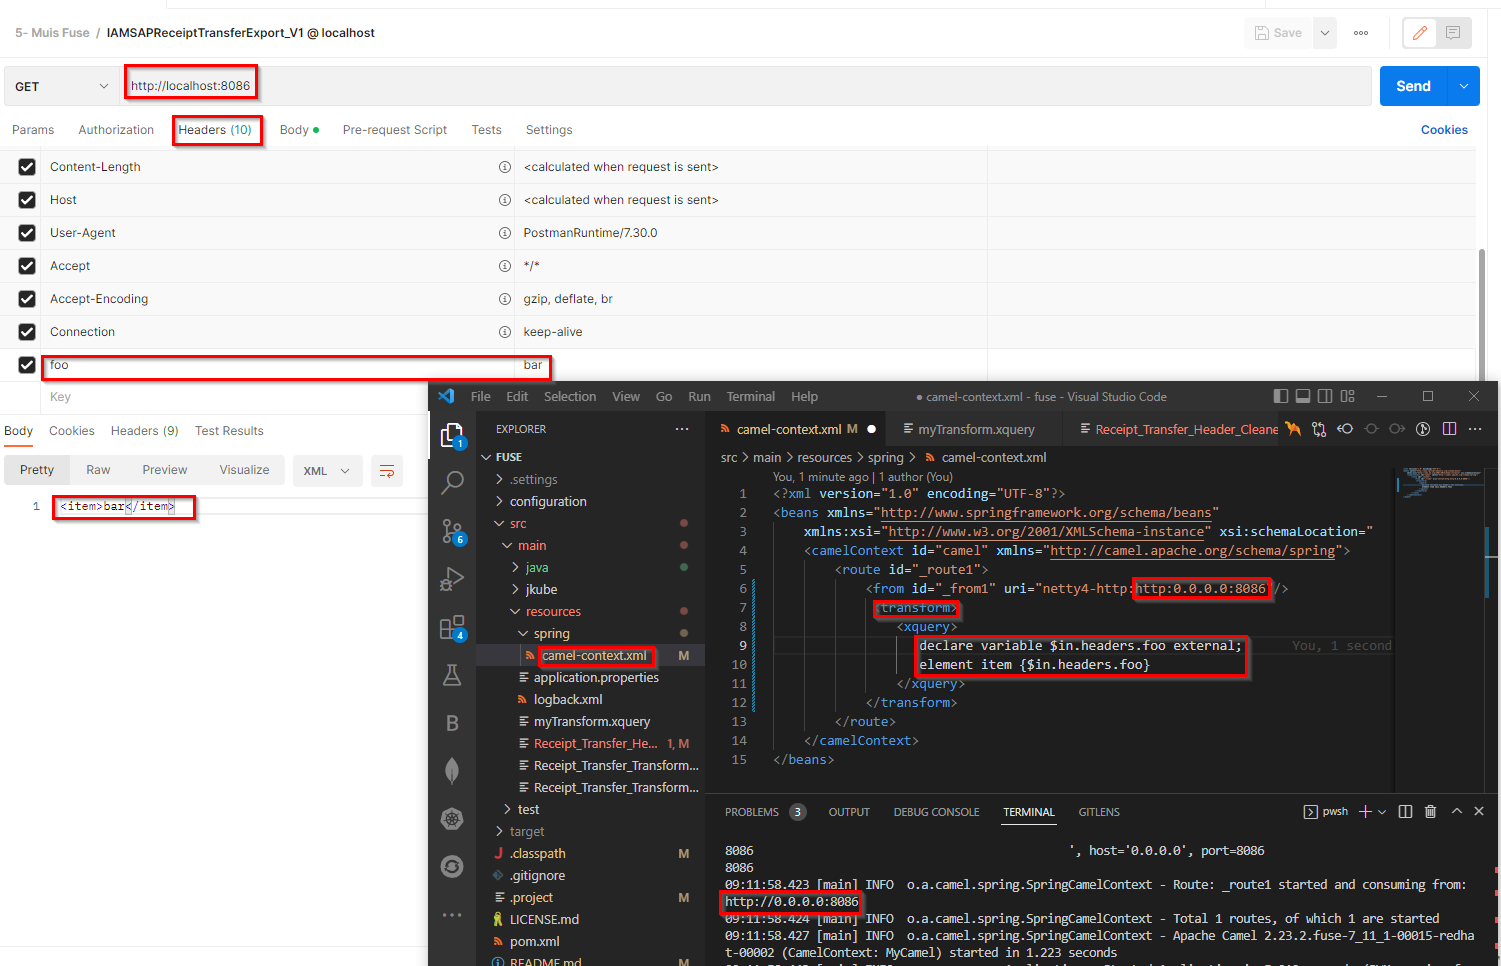 5- Muis Fuse / IAMSAPReceiptTransferExport_V1 @ localhost
Save
GET
http://localhost:8086
Send
Params Authorization Headers (10) Body Pre-request Script Tests Settings Cookies
Content-Length <calculated when request is sent>
Host <calculated when request is sent>
User-Agent PostmanRuntime/7.30.0
Accept */*
Accept-Encoding gzip, deflate, br
Connection keep-alive
foo bar
Key
Body Cookies Headers (9) Test Results
Pretty Raw Preview Visualize XML
1 <item>bar</item>
File Edit Selection View Go Run Terminal Help ● camel-context.xml - fuse - Visual Studio Code
EXPLORER ...
FUSE
.settings
configuration
src
main
java
jkube
resources
spring
camel-context.xml M
application.properties
logback.xml
myTransform.xquery
Receipt_Transfer_He... 1, M
Receipt_Transfer_Transform...
Receipt_Transfer_Transform...
test
target
.classpath M
.gitignore
.project M
LICENSE.md
pom.xml
README.md M
1
6
4
B
camel-context.xml M myTransform.xquery Receipt_Transfer_Header_Cleane
src > main > resources > spring > camel-context.xml
You, 1 minute ago | 1 author (You)
1 <?xml version="1.0" encoding="UTF-8"?>
2 <beans xmlns="http://www.springframework.org/schema/beans"
3 xmlns:xsi="http://www.w3.org/2001/XMLSchema-instance" xsi:schemaLocation="
4 <camelContext id="camel" xmlns="http://camel.apache.org/schema/spring">
5 <route id="_route1">
6 <from id="_from1" uri="netty4-http:http:0.0.0.0:8086"/>
7 <transform>
8 <xquery>
9 declare variable $in.headers.foo external; You, 1 second
10 element item {$in.headers.foo}
11 </xquery>
12 </transform>
13 </route>
14 </camelContext>
15 </beans>
PROBLEMS 3 OUTPUT DEBUG CONSOLE TERMINAL GITLENS pwsh
8086 ', host='0.0.0.0', port=8086
8086
09:11:58.423 [main] INFO o.a.camel.spring.SpringCamelContext - Route: _route1 started and consuming from:
http://0.0.0.0:8086
09:11:58.424 [main] INFO o.a.camel.spring.SpringCamelContext - Total 1 routes, of which 1 are started
09:11:58.427 [main] INFO o.a.camel.spring.SpringCamelContext - Apache Camel 2.23.2.fuse-7_11_1-00015-redha
t-00002 (CamelContext: MyCamel) started in 1.223 seconds